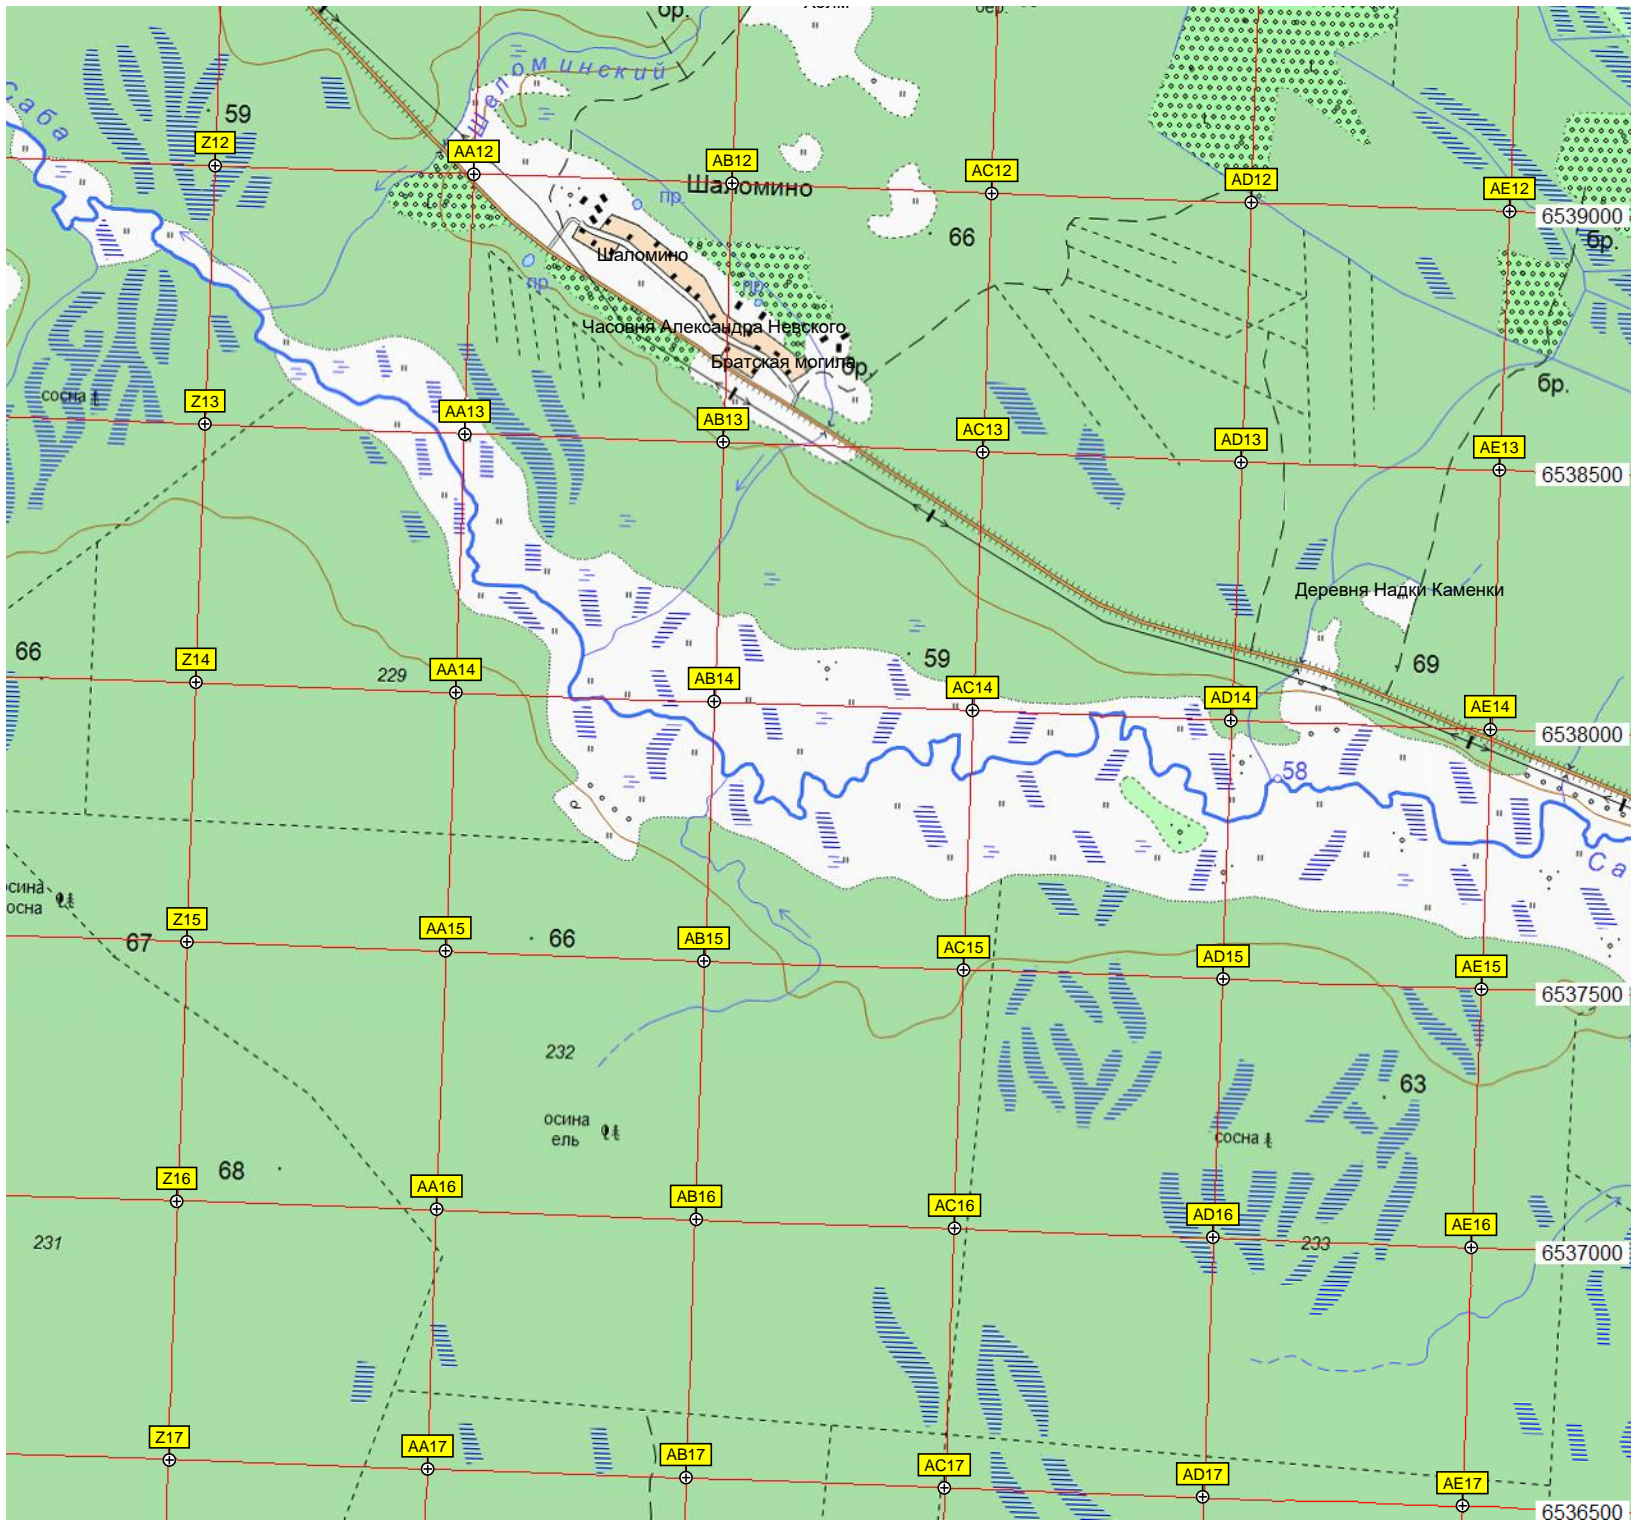 бр.
Шеломинский
Саба
59
Z12
AA12
AB12
AC12
AD12
AE12
6539000
Шаломино
пр.
66
бр.
Шаломино
пр.
пр.
Часовня Александра Невского
Братская могила
бр.
бр.
сосна
Z13
AA13
AB13
AC13
AD13
AE13
6538500
Деревня Надки Каменки
66
229
59
69
Z14
AA14
AB14
AC14
AD14
AE14
6538000
58
Са
осина
сосна
67
66
Z15
AA15
AB15
AC15
AD15
AE15
6537500
232
63
осина
ель
сосна
68
Z16
AA16
AB16
AC16
AD16
AE16
231
233
6537000
Z17
AA17
AB17
AC17
AD17
AE17
6536500